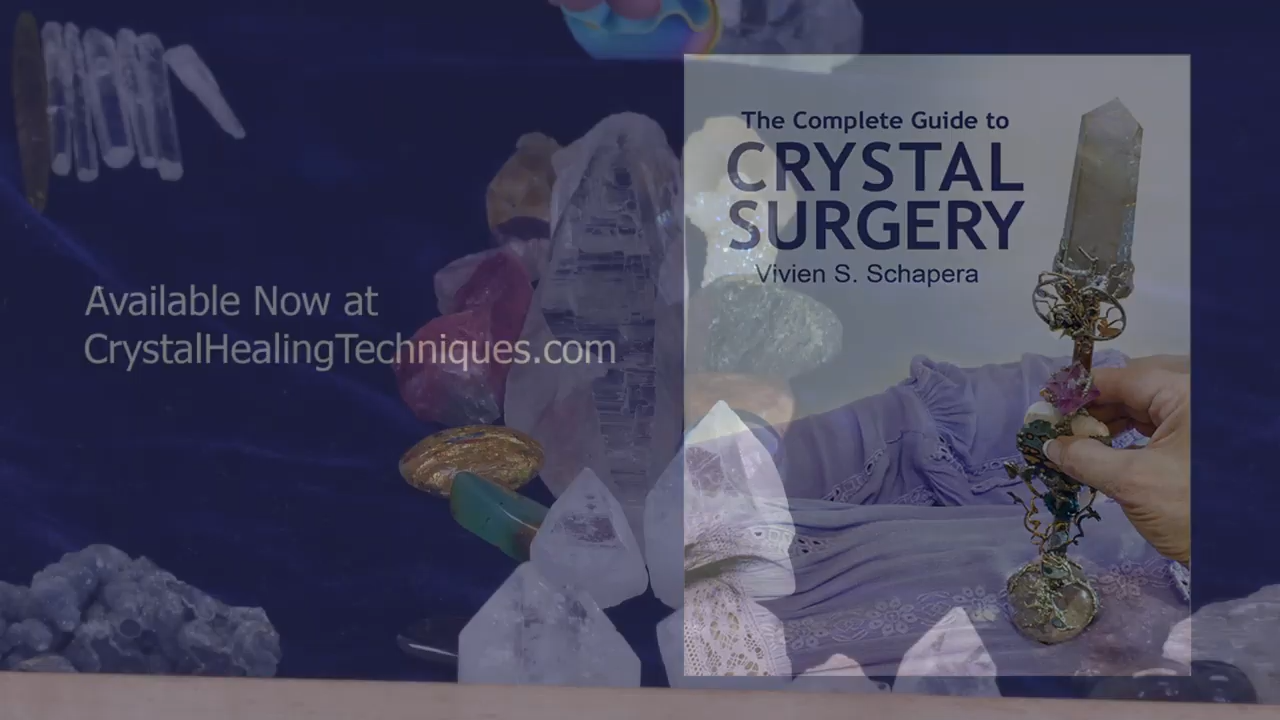 Available Now at
CrystalHealingTechniques.com
The Complete Guide to
CRYSTAL
SURGERY
Vivien S. Schapera